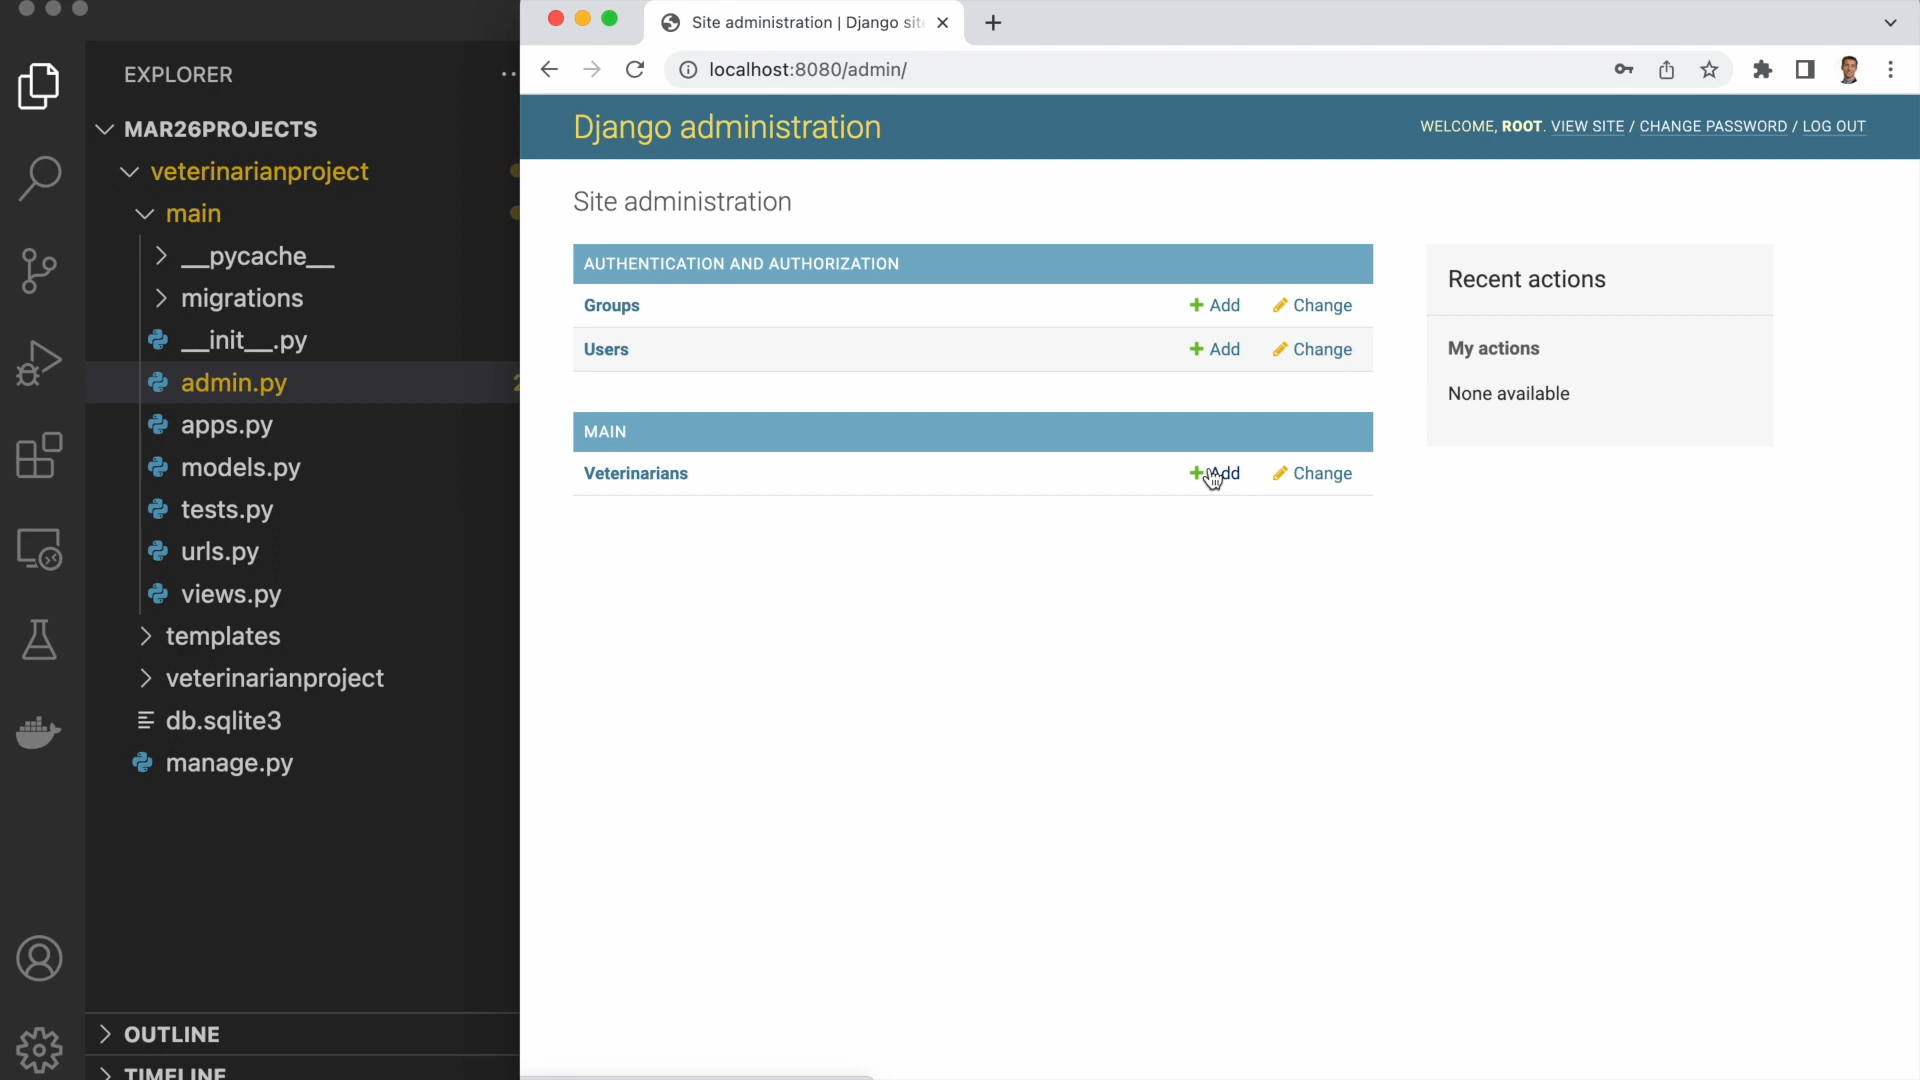 EXPLORER
MAR26PROJECTS
veterinarianproject
main
__pycache__
migrations
__init__.py
admin.py
2
apps.py
models.py
tests.py
urls.py
views.py
templates
veterinarianproject
db.sqlite3
manage.py
OUTLINE
TIMELINE
Site administration | Django site
localhost:8080/admin/
Django administration
WELCOME, ROOT. VIEW SITE / CHANGE PASSWORD / LOG OUT
Site administration
AUTHENTICATION AND AUTHORIZATION
Groups Add Change
Users Add Change
MAIN
Veterinarians Add Change
Recent actions
My actions
None available